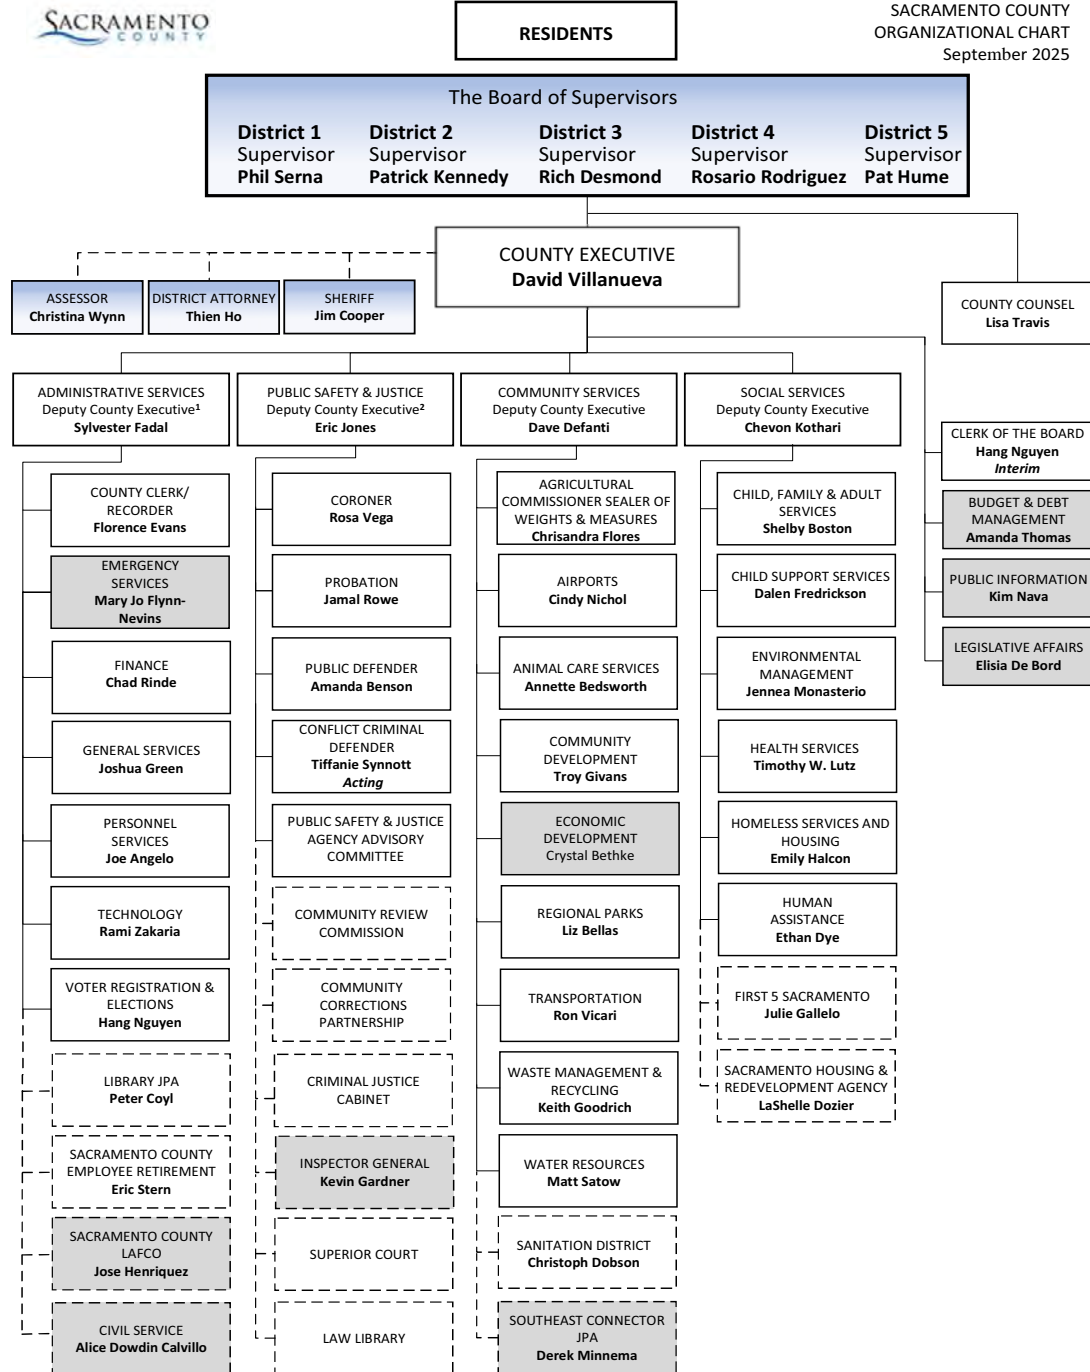 SACRAMENTO
COUNTY
RESIDENTS
SACRAMENTO COUNTY
ORGANIZATIONAL CHART
September 2025
The Board of Supervisors
District 1
Supervisor
Phil Serna
District 2
Supervisor
Patrick Kennedy
District 3
Supervisor
Rich Desmond
District 4
Supervisor
Rosario Rodriguez
District 5
Supervisor
Pat Hume
COUNTY EXECUTIVE
David Villanueva
ASSESSOR
Christina Wynn
DISTRICT ATTORNEY
Thien Ho
SHERIFF
Jim Cooper
COUNTY COUNSEL
Lisa Travis
ADMINISTRATIVE SERVICES
Deputy County Executive¹
Sylvester Fadal
COUNTY CLERK/
RECORDER
Florence Evans
EMERGENCY
SERVICES
Mary Jo Flynn-
Nevins
FINANCE
Chad Rinde
GENERAL SERVICES
Joshua Green
PERSONNEL
SERVICES
Joe Angelo
TECHNOLOGY
Rami Zakaria
VOTER REGISTRATION &
ELECTIONS
Hang Nguyen
LIBRARY JPA
Peter Coyl
SACRAMENTO COUNTY
EMPLOYEE RETIREMENT
Eric Stern
SACRAMENTO COUNTY
LAFCO
Jose Henriquez
CIVIL SERVICE
Alice Dowdin Calvillo
PUBLIC SAFETY & JUSTICE
Deputy County Executive²
Eric Jones
CORONER
Rosa Vega
PROBATION
Jamal Rowe
PUBLIC DEFENDER
Amanda Benson
CONFLICT CRIMINAL
DEFENDER
Tiffanie Synnott
Acting
PUBLIC SAFETY & JUSTICE
AGENCY ADVISORY
COMMITTEE
COMMUNITY REVIEW
COMMISSION
COMMUNITY
CORRECTIONS
PARTNERSHIP
CRIMINAL JUSTICE
CABINET
INSPECTOR GENERAL
Kevin Gardner
SUPERIOR COURT
LAW LIBRARY
COMMUNITY SERVICES
Deputy County Executive
Dave Defanti
AGRICULTURAL
COMMISSIONER SEALER OF
WEIGHTS & MEASURES
Chrisandra Flores
AIRPORTS
Cindy Nichol
ANIMAL CARE SERVICES
Annette Bedsworth
COMMUNITY
DEVELOPMENT
Troy Givans
ECONOMIC
DEVELOPMENT
Crystal Bethke
REGIONAL PARKS
Liz Bellas
TRANSPORTATION
Ron Vicari
WASTE MANAGEMENT &
RECYCLING
Keith Goodrich
WATER RESOURCES
Matt Satow
SANITATION DISTRICT
Christoph Dobson
SOUTHEAST CONNECTOR
JPA
Derek Minnema
SOCIAL SERVICES
Deputy County Executive
Chevon Kothari
CHILD, FAMILY & ADULT
SERVICES
Shelby Boston
CHILD SUPPORT SERVICES
Dalen Fredrickson
ENVIRONMENTAL
MANAGEMENT
Jennea Monasterio
HEALTH SERVICES
Timothy W. Lutz
HOMELESS SERVICES AND
HOUSING
Emily Halcon
HUMAN
ASSISTANCE
Ethan Dye
FIRST 5 SACRAMENTO
Julie Gallelo
SACRAMENTO HOUSING &
REDEVELOPMENT AGENCY
LaShelle Dozier
CLERK OF THE BOARD
Hang Nguyen
Interim
BUDGET & DEBT
MANAGEMENT
Amanda Thomas
PUBLIC INFORMATION
Kim Nava
LEGISLATIVE AFFAIRS
Elisia De Bord